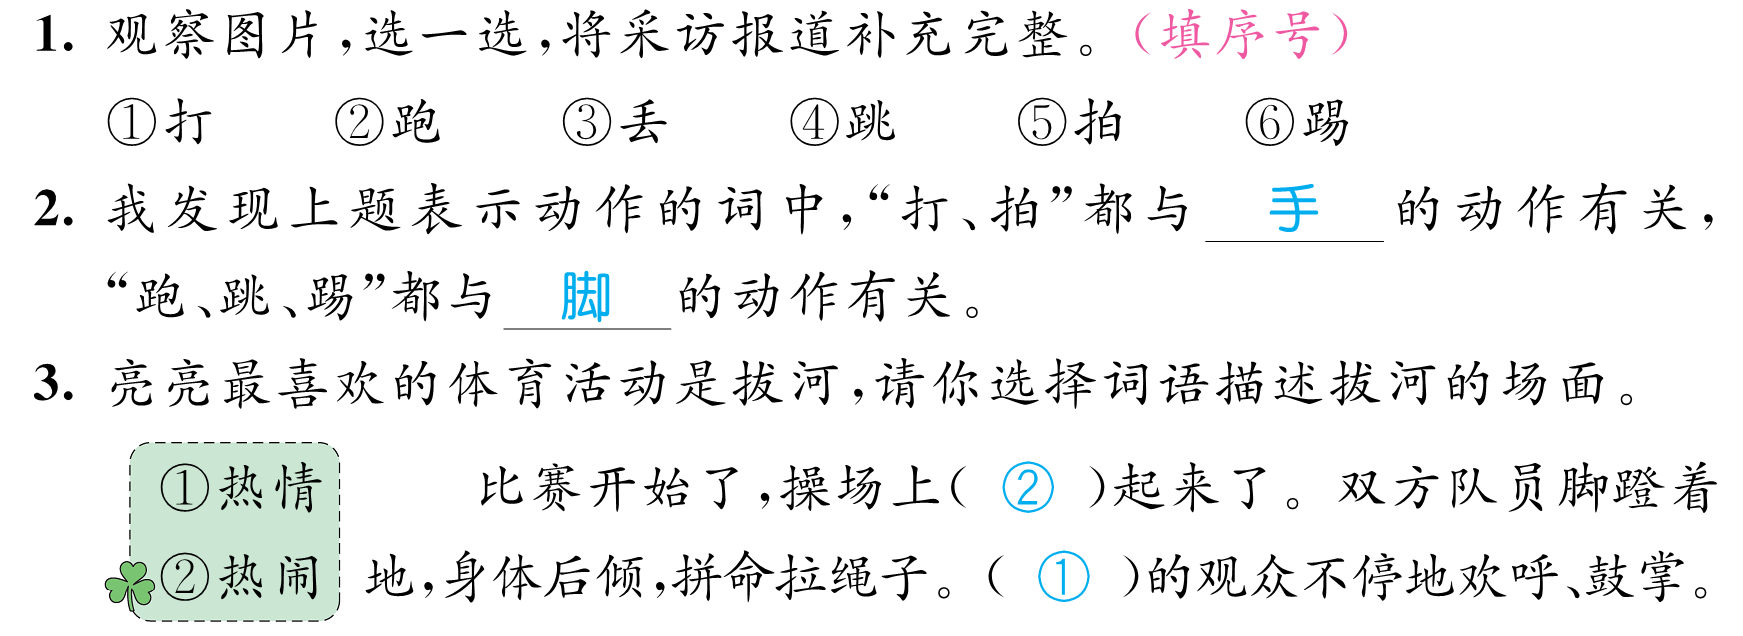 1. 观察图片,选一选,将采访报道补充完整。(填序号)
①打 ②跑 ③丢 ④跳 ⑤拍 ⑥踢
2. 我发现上题表示动作的词中,“打、拍”都与 手 的动作有关,
“跑、跳、踢”都与 脚 的动作有关。
3. 亮亮最喜欢的体育活动是拔河,请你选择词语描述拔河的场面。
①热情 比赛开始了,操场上( ② )起来了。双方队员脚蹬着
②热闹 地,身体后倾,拼命拉绳子。( ① )的观众不停地欢呼、鼓掌。